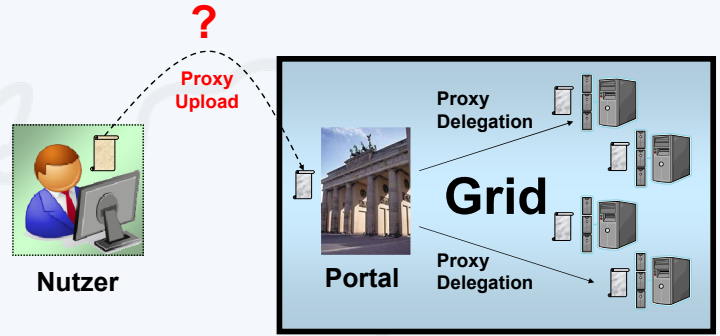 ?
Proxy
Upload
Nutzer
Proxy
Delegation
Grid
Portal
Proxy
Delegation